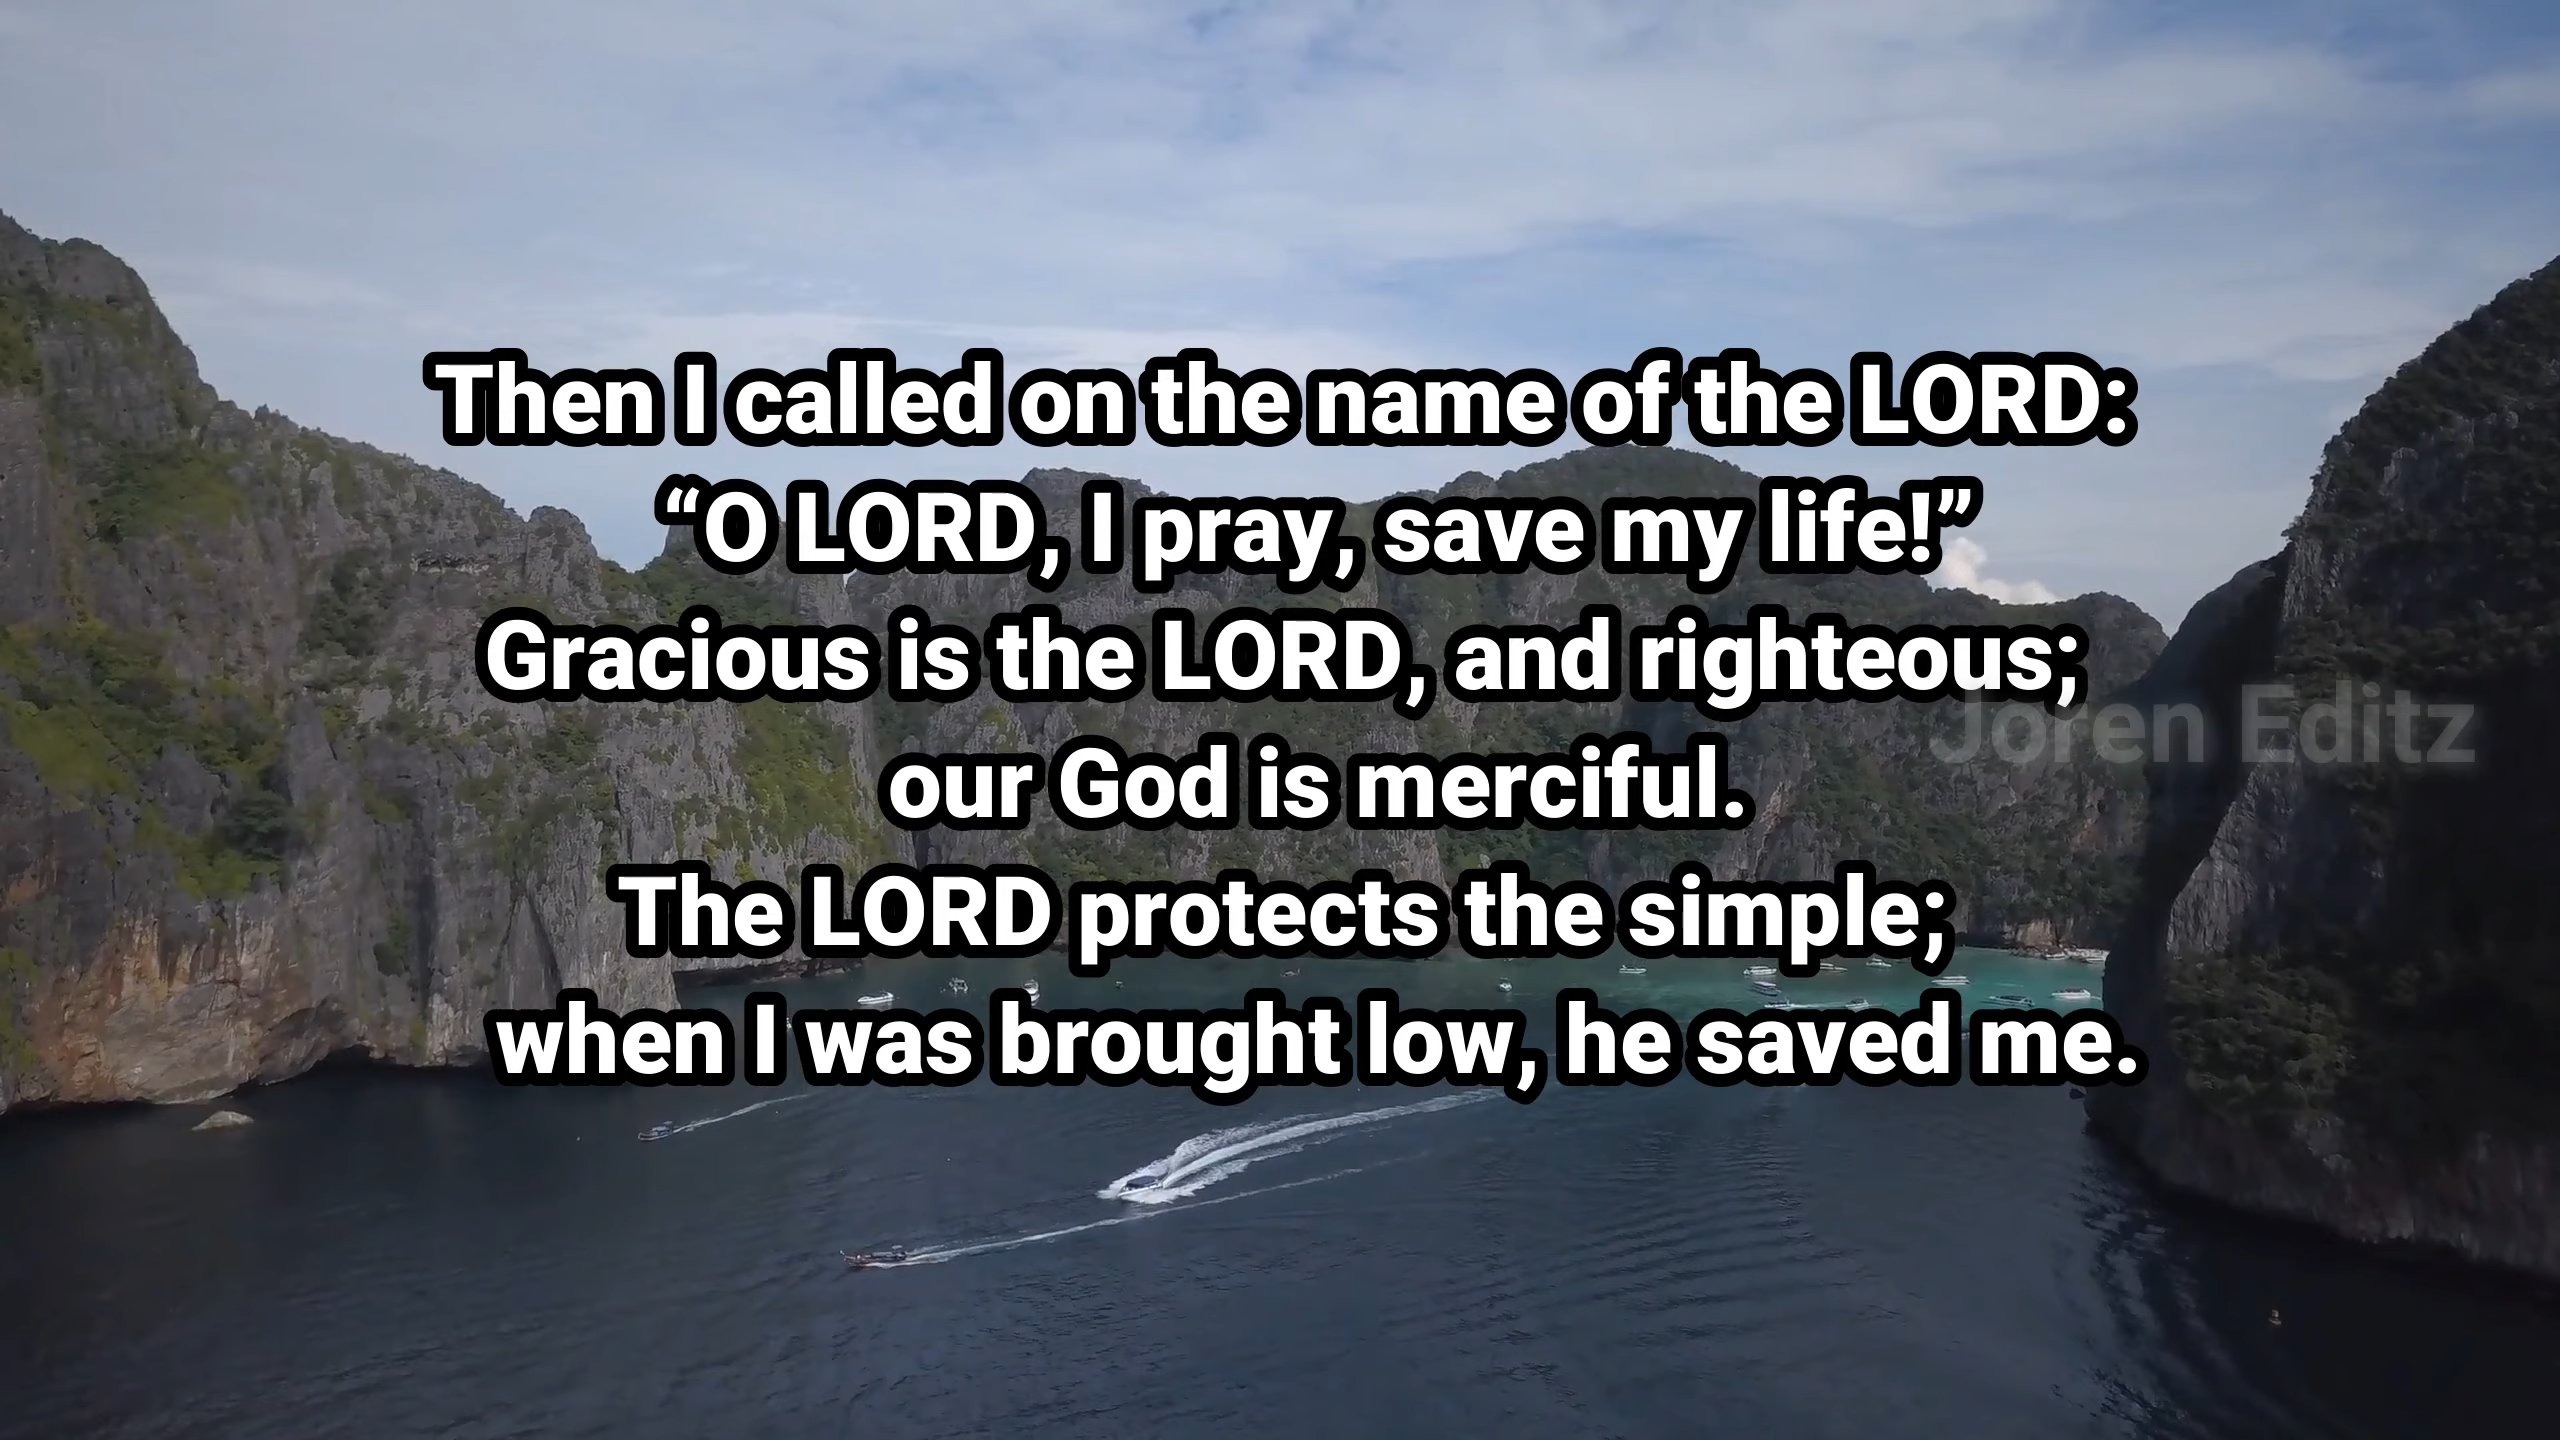 Then I called on the name of the LORD:
“O LORD, I pray, save my life!”
Gracious is the LORD, and righteous;
Joren Editz
our God is merciful.
The LORD protects the simple;
when I was brought low, he saved me.